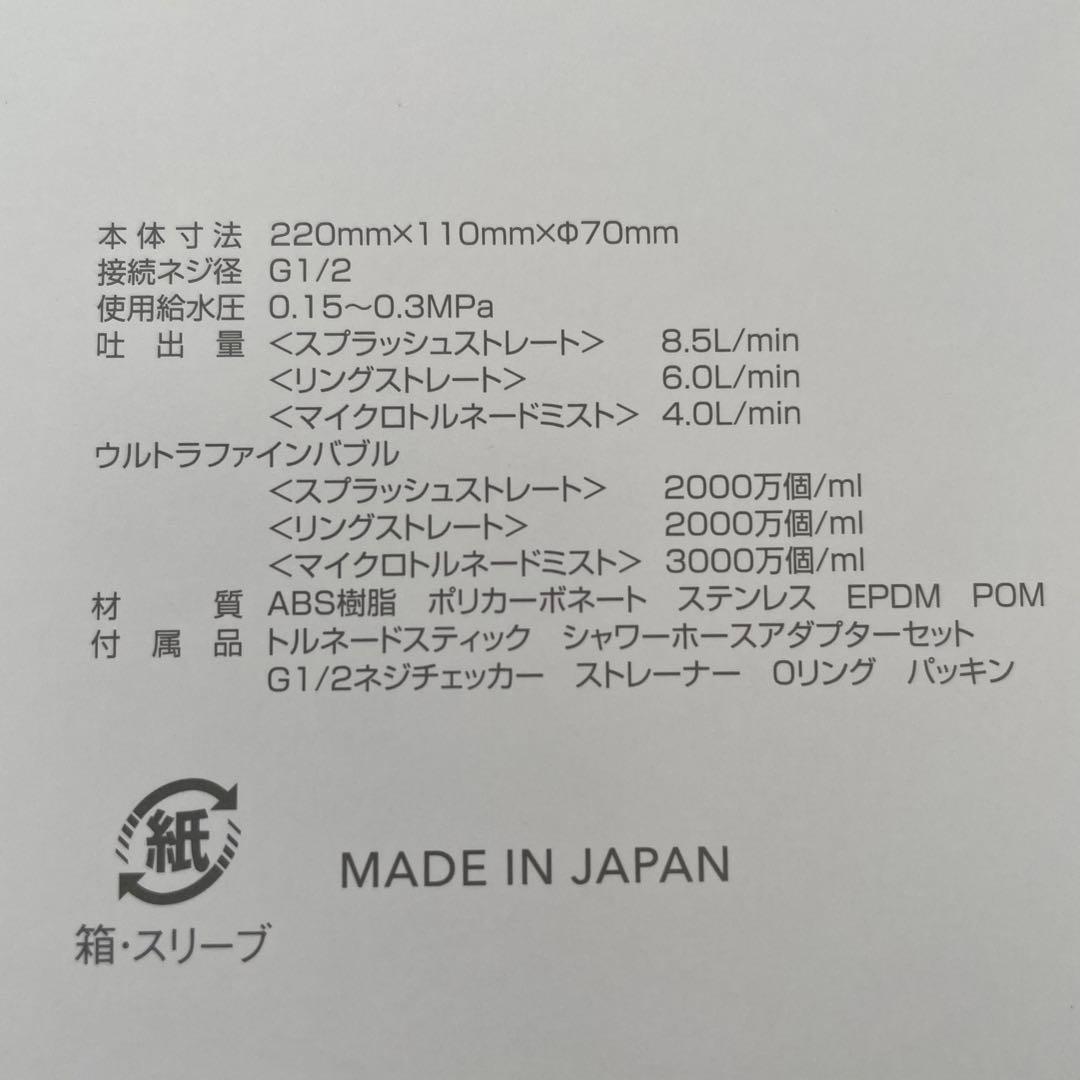 本体寸法 220mm×110mm×Φ70mm
接続ネジ径 G1/2
使用給水圧 0.15〜0.3MPa
吐出量 <スプラッシュストレート> 8.5L/min
<リングストレート> 6.0L/min
<マイクロトルネードミスト> 4.0L/min
ウルトラファインバブル
<スプラッシュストレート> 2000万個/ml
<リングストレート> 2000万個/ml
<マイクロトルネードミスト> 3000万個/ml
材質 ABS樹脂 ポリカーボネート ステンレス EPDM POM
付属品 トルネードスティック シャワーホースアダプターセット
G1/2ネジチェッカー ストレーナー Oリング パッキン
紙
箱・スリーブ
MADE IN JAPAN